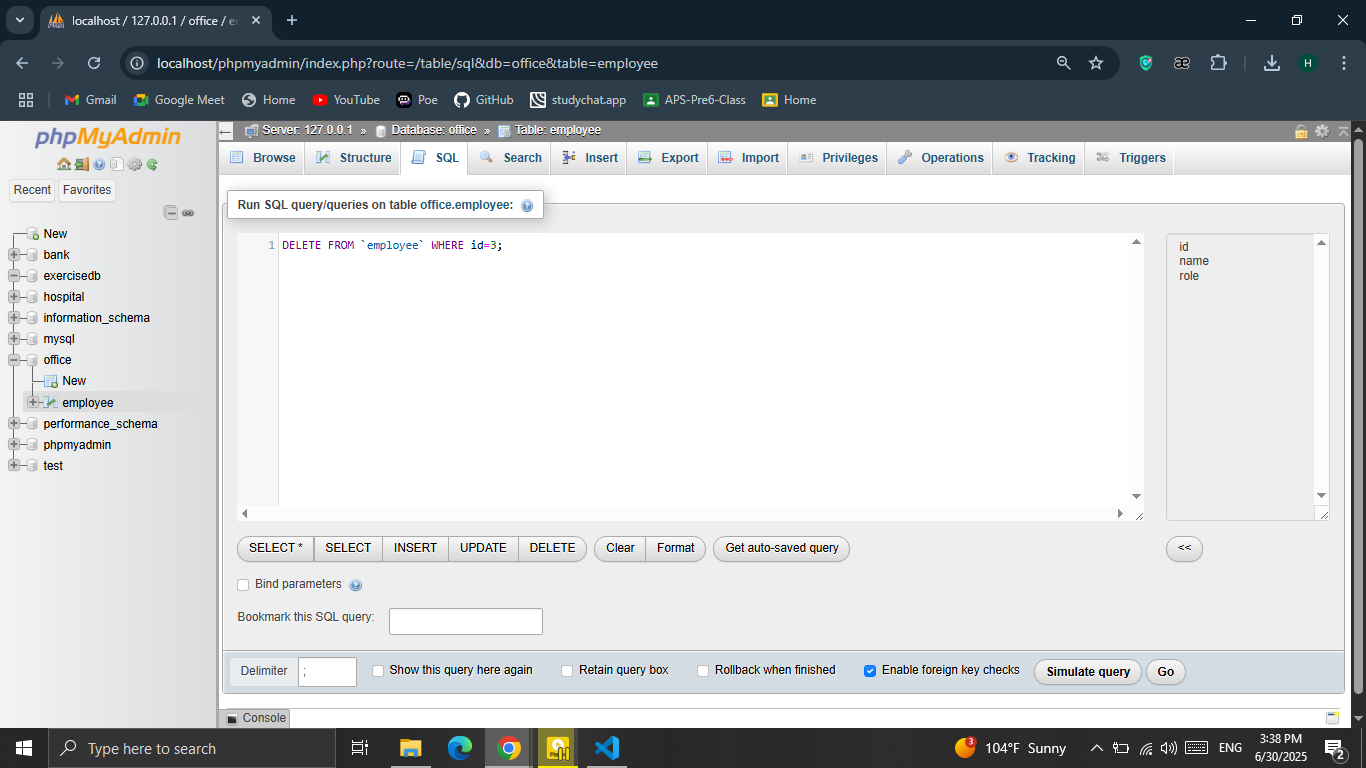 localhost / 127.0.0.1 / office / e
localhost/phpmyadmin/index.php?route=/table/sql&db=office&table=employee
H
Gmail Google Meet Home YouTube Poe GitHub studychat.app APS-Pre6-Class Home
phpMyAdmin
Recent Favorites
New
bank
exercisedb
hospital
information_schema
mysql
office
New
employee
performance_schema
phpmyadmin
test
Server: 127.0.0.1 » Database: office » Table: employee
Browse Structure SQL Search Insert Export Import Privileges Operations Tracking Triggers
Run SQL query/queries on table office.employee:
1 DELETE FROM `employee` WHERE id=3;
id
name
role
SELECT * SELECT INSERT UPDATE DELETE Clear Format Get auto-saved query <<
Bind parameters
Bookmark this SQL query:
Delimiter ; Show this query here again Retain query box Rollback when finished Enable foreign key checks Simulate query Go
Console
Type here to search
3 104°F Sunny ENG 3:38 PM
6/30/2025 2